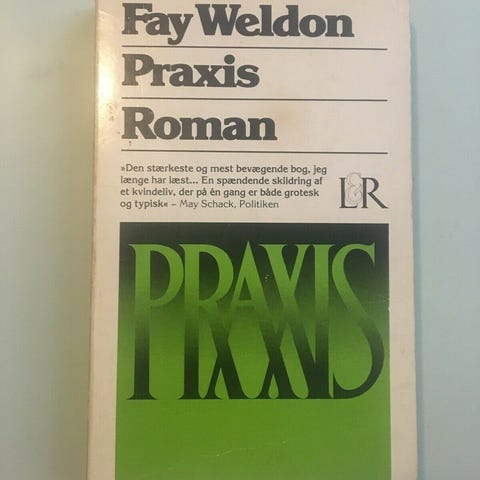 Fay Weldon
Praxis
Roman
»Den stærkeste og mest bevægende bog, jeg
længe har læst... En spændende skildring af
et kvindeliv, der på én gang er både grotesk
og typisk« – May Schack, Politiken
L&R
PRAXIS